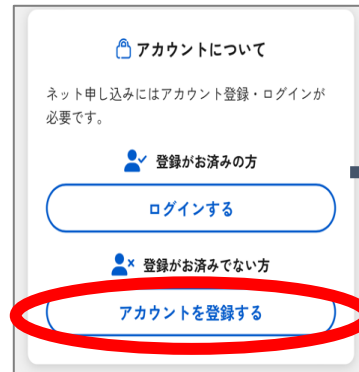 アカウントについて
ネット申し込みにはアカウント登録・ログインが
必要です。
登録がお済みの方
ログインする
登録がお済みでない方
アカウントを登録する